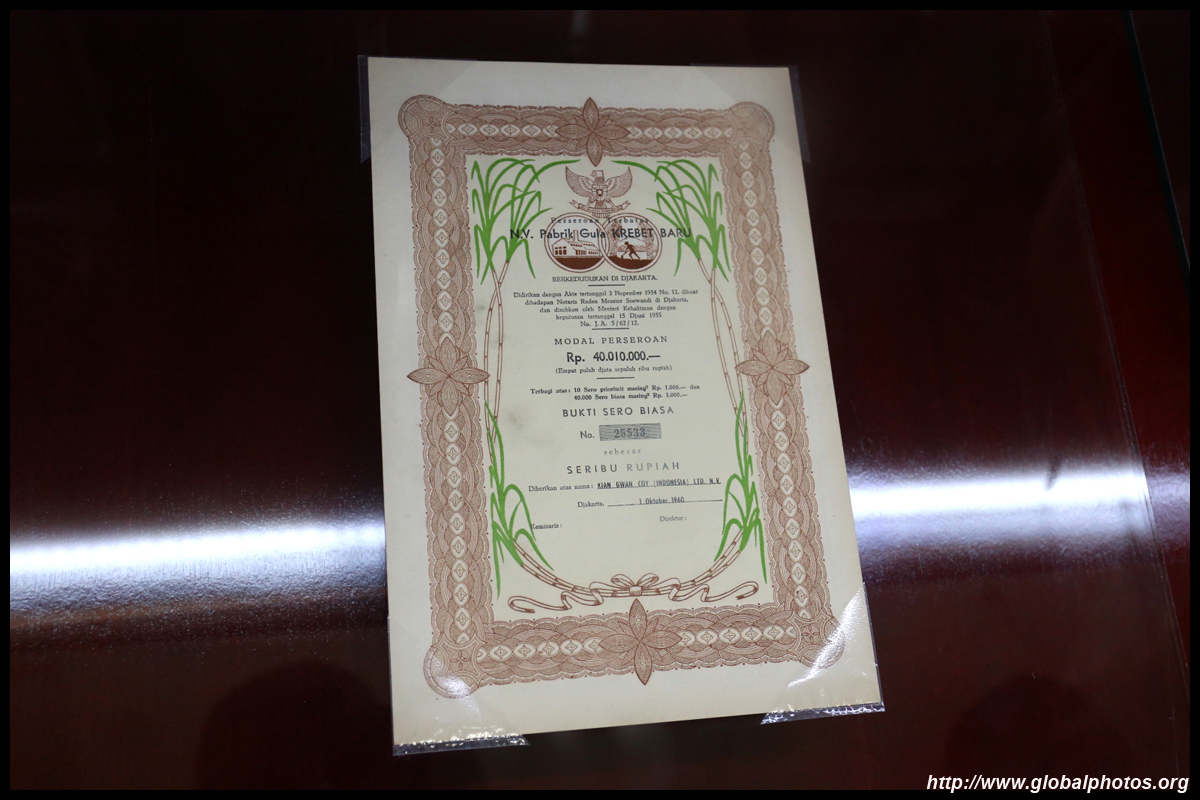 Perseroan Terbatas
N.V. Pabrik Gula KREBET BARU
BERKEDUDUKAN DI DJAKARTA.
Didirikan dengan Akte tertanggal 3 Nopember 1954 No. 12, dibuat
dihadapan Notaris Raden Meester Soewandi di Djakarta,
dan disahkan oleh Menteri Kehakiman dengan
keputusan tertanggal 15 Djuni 1955
No. J.A. 5/62/12.
MODAL PERSEROAN
Rp. 40.010.000.—
(Empat puluh djuta sepuluh ribu rupiah)
Terbagi atas: 10 Sero prioriteit masing² Rp. 1.000.— dan
40.000 Sero biasa masing² Rp. 1.000.—
BUKTI SERO BIASA
No. 25533
sebesar
SERIBU RUPIAH
Diberikan atas nama: KIAN GWAN COY (INDONESIA) LTD. N.V.
Djakarta, 1 Oktober 1960
Komisaris: Direktur:
http://www.globalphotos.org